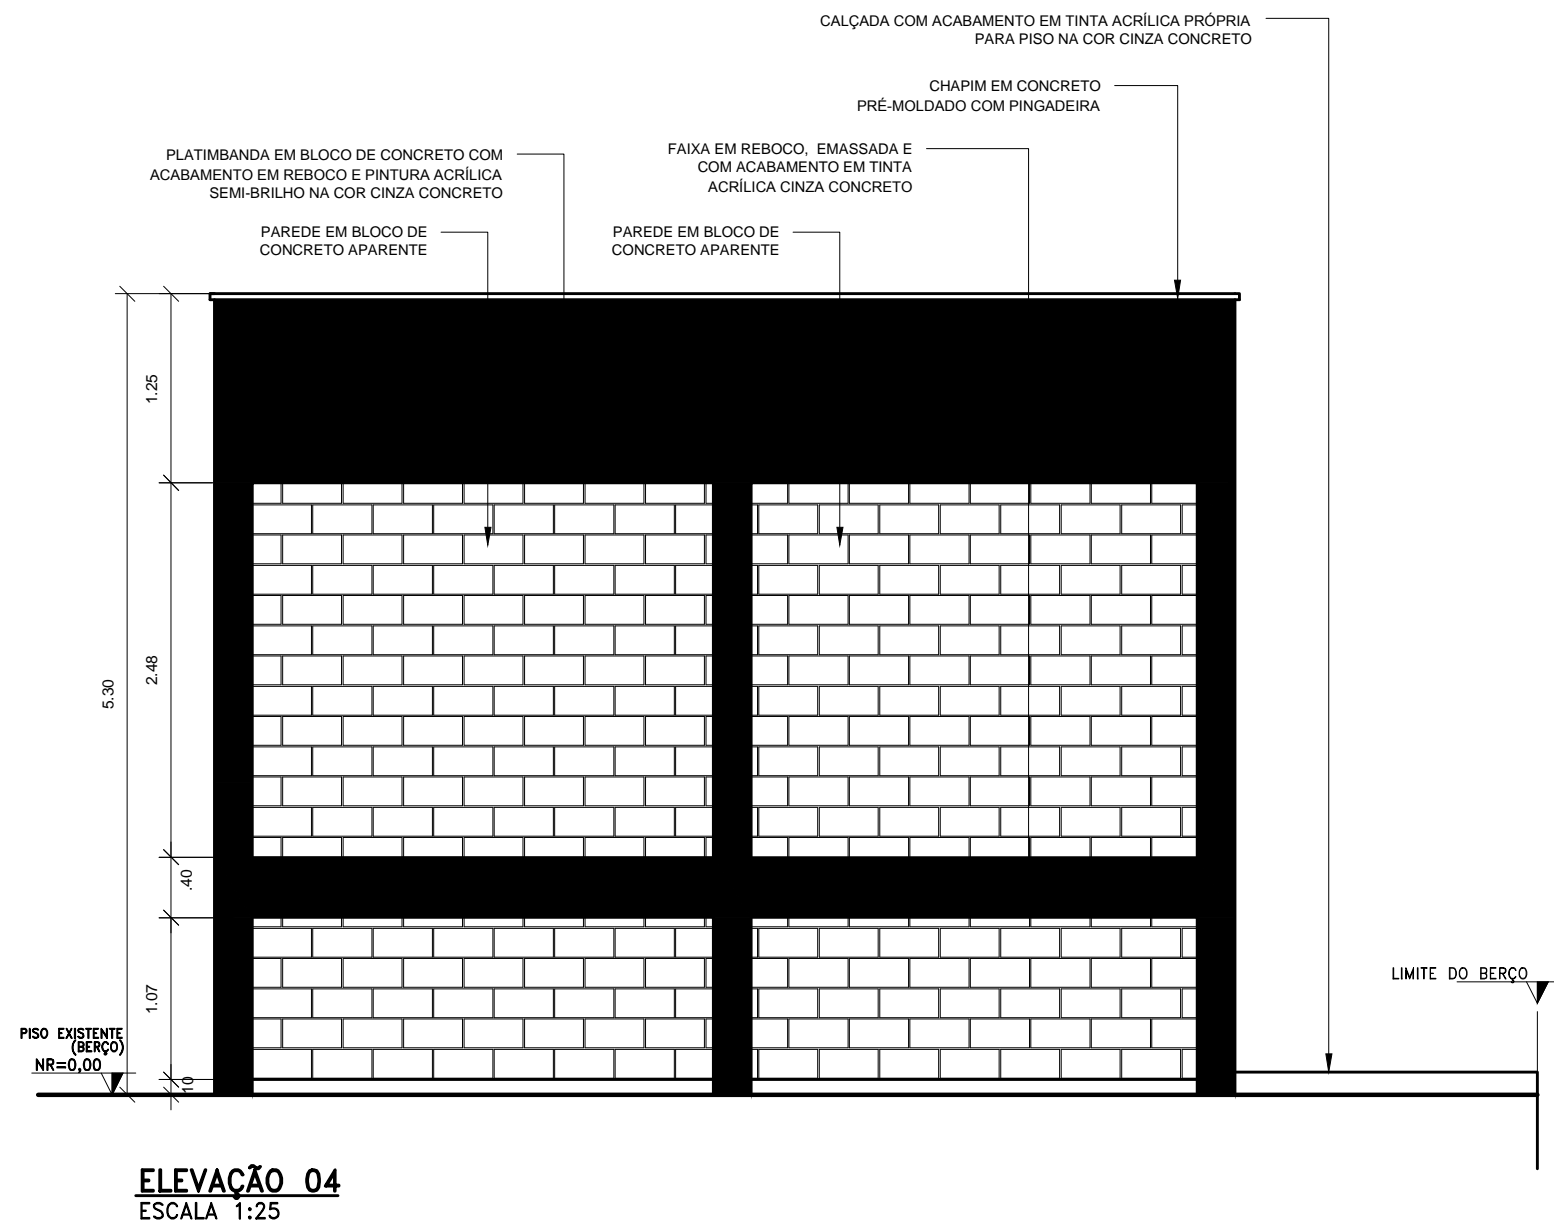 CALÇADA COM ACABAMENTO EM TINTA ACRÍLICA PRÓPRIA
PARA PISO NA COR CINZA CONCRETO
CHAPIM EM CONCRETO
PRÉ-MOLDADO COM PINGADEIRA
PLATIMBANDA EM BLOCO DE CONCRETO COM
ACABAMENTO EM REBOCO E PINTURA ACRÍLICA
SEMI-BRILHO NA COR CINZA CONCRETO
FAIXA EM REBOCO, EMASSADA E
COM ACABAMENTO EM TINTA
ACRÍLICA CINZA CONCRETO
PAREDE EM BLOCO DE
CONCRETO APARENTE
PAREDE EM BLOCO DE
CONCRETO APARENTE
1.25
2.48
5.30
.40
1.07
.10
LIMITE DO BERÇO
PISO EXISTENTE
(BERÇO)
NR=0,00
ELEVAÇÃO 04
ESCALA 1:25